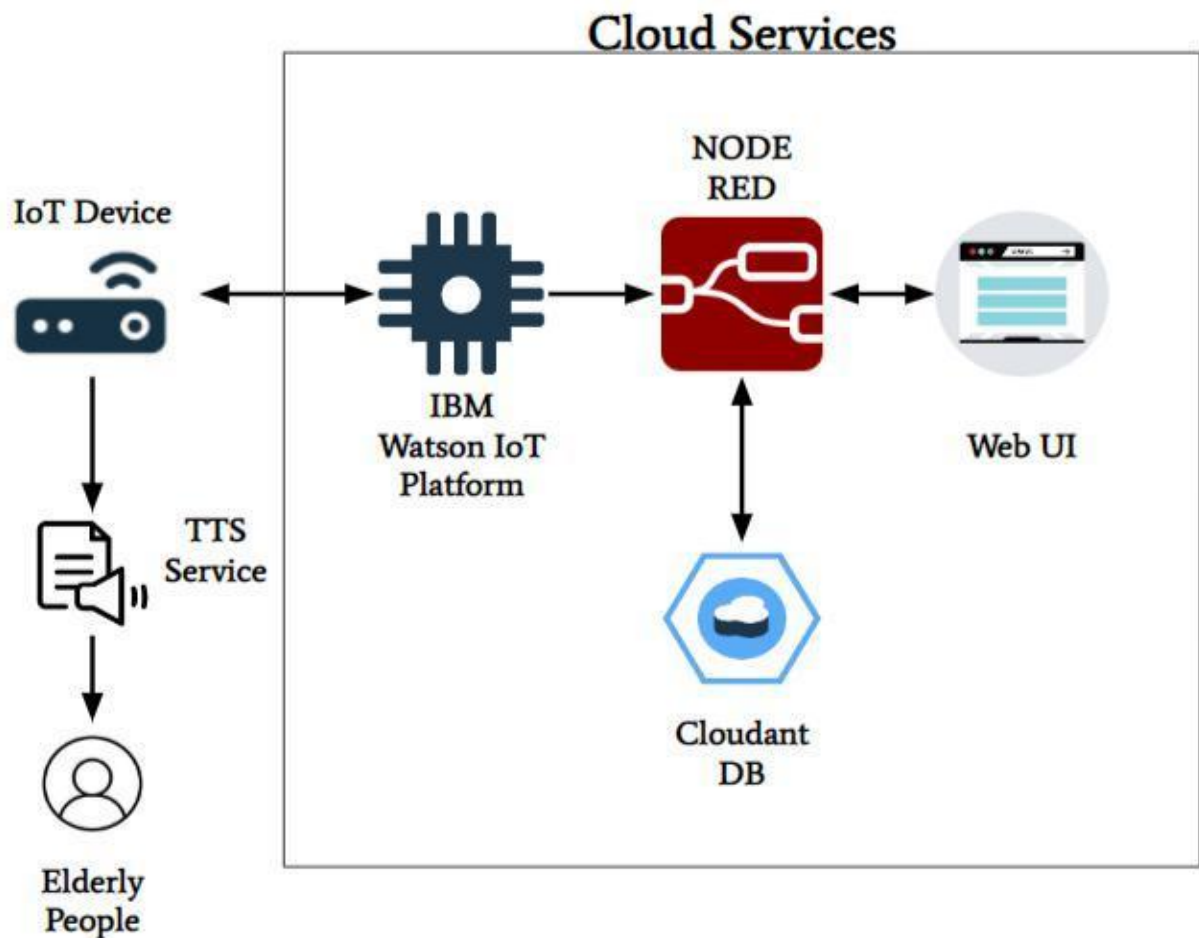 Cloud Services
NODE
RED
IoT Device
IBM
Watson IoT
Platform
Web UI
TTS
Service
Cloudant
DB
Elderly
People